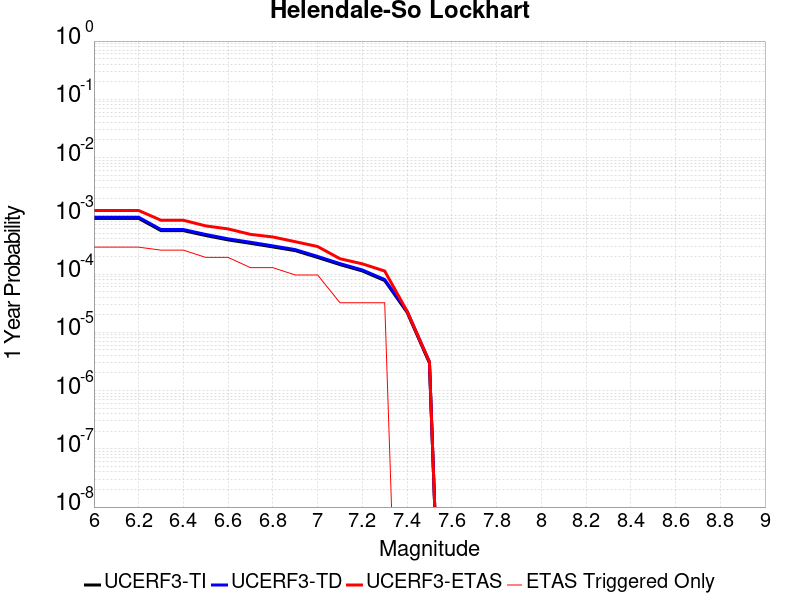 Helendale-So Lockhart
10^0
10^-1
10^-2
10^-3
10^-4
10^-5
10^-6
10^-7
10^-8
1 Year Probability
6 6.2 6.4 6.6 6.8 7 7.2 7.4 7.6 7.8 8 8.2 8.4 8.6 8.8 9
Magnitude
UCERF3-TI UCERF3-TD UCERF3-ETAS ETAS Triggered Only